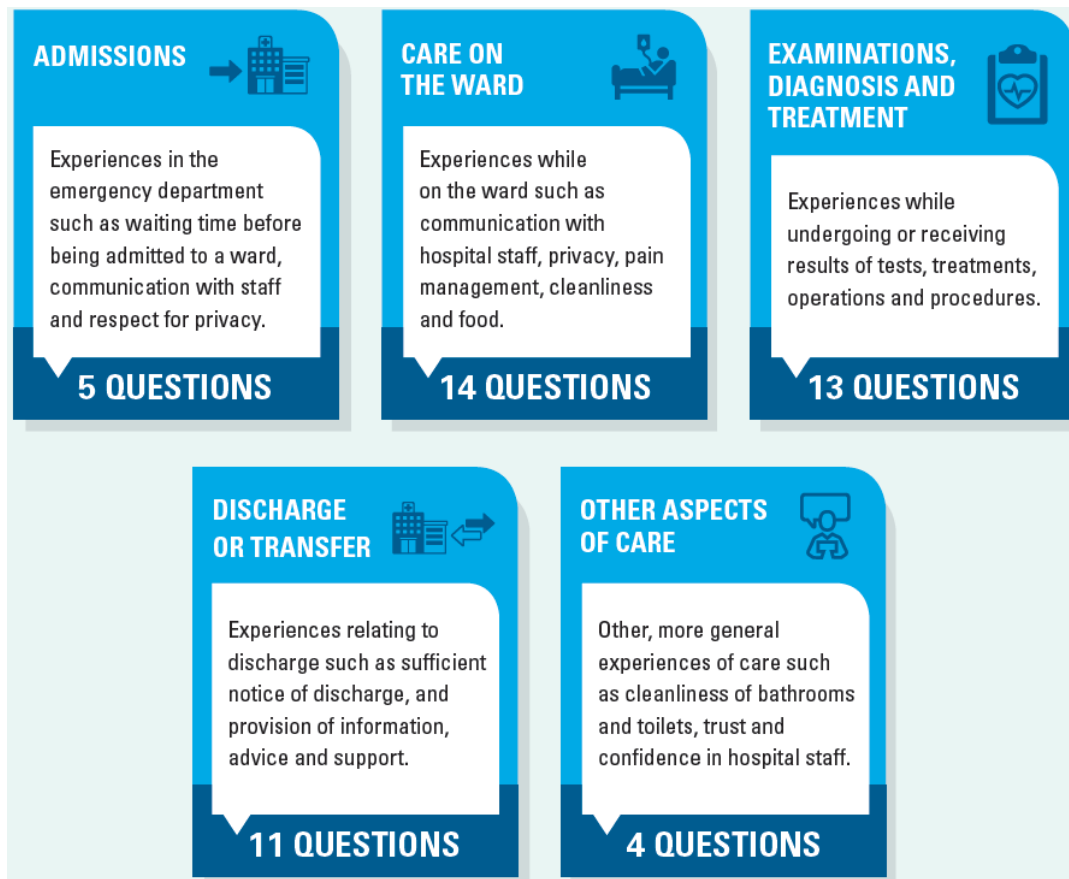 ADMISSIONS
Experiences in the
emergency department
such as waiting time before
being admitted to a ward,
communication with staff
and respect for privacy.
5 QUESTIONS
CARE ON
THE WARD
Experiences while
on the ward such as
communication with
hospital staff, privacy, pain
management, cleanliness
and food.
14 QUESTIONS
EXAMINATIONS,
DIAGNOSIS AND
TREATMENT
Experiences while
undergoing or receiving
results of tests, treatments,
operations and procedures.
13 QUESTIONS
DISCHARGE
OR TRANSFER
Experiences relating to
discharge such as sufficient
notice of discharge, and
provision of information,
advice and support.
11 QUESTIONS
OTHER ASPECTS
OF CARE
Other, more general
experiences of care such
as cleanliness of bathrooms
and toilets, trust and
confidence in hospital staff.
4 QUESTIONS